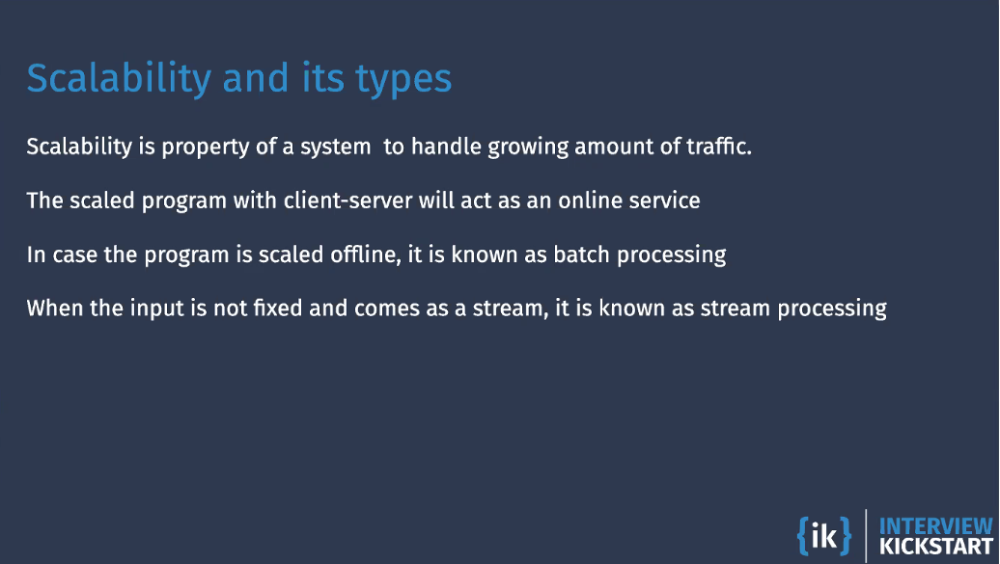 Scalability and its types
Scalability is property of a system  to handle growing amount of traffic.
The scaled program with client-server will act as an online service
In case the program is scaled offline, it is known as batch processing
When the input is not fixed and comes as a stream, it is known as stream processing
{ik}
INTERVIEW
KICKSTART